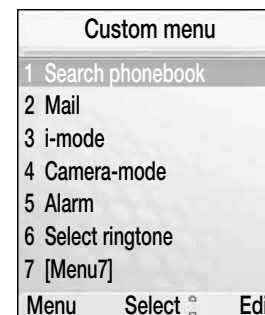 Custom menu
1 Search phonebook
2 Mail
3 i-mode
4 Camera-mode
5 Alarm
6 Select ringtone
7 [Menu7]
Menu Select Edi